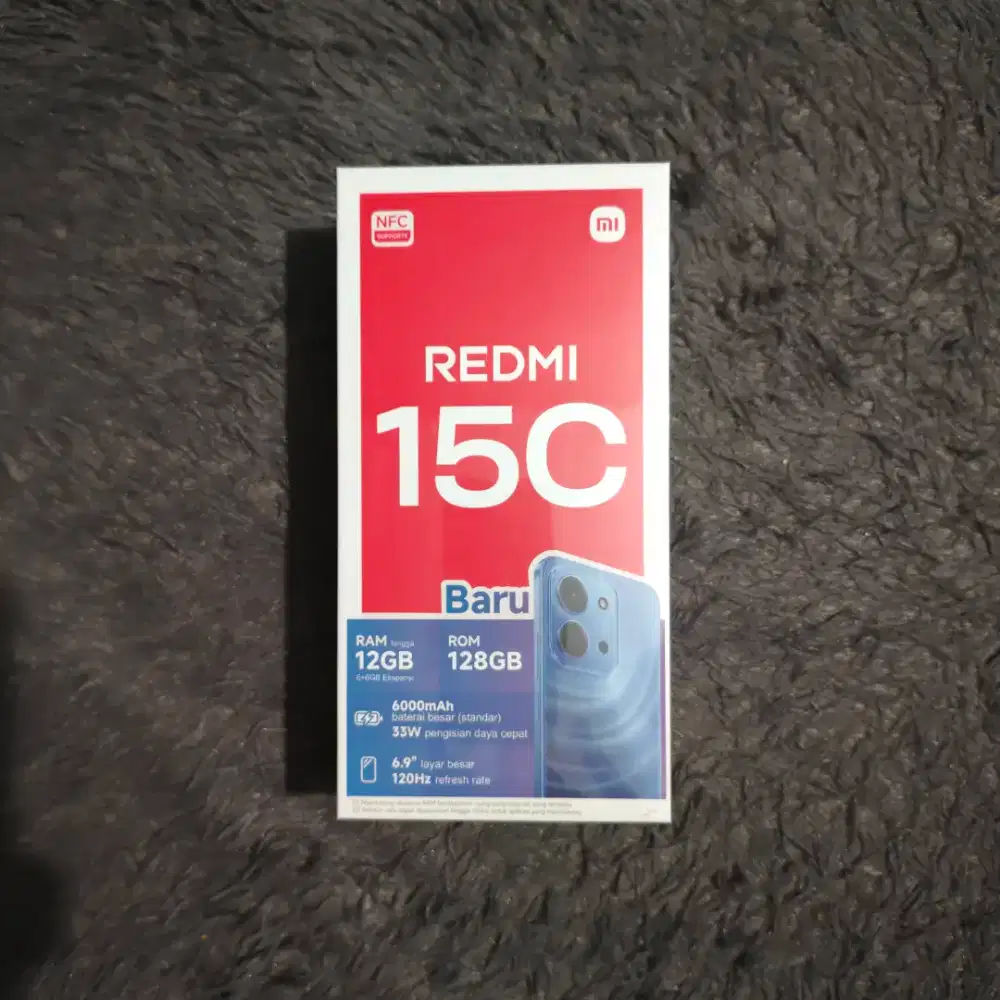 NFC
SUPPORTS
mi
REDMI
15C
Baru
RAM hingga
12GB
6+6GB Ekspansi
ROM
128GB
6000mAh
baterai besar (standar)
33W pengisian daya cepat
6.9" layar besar
120Hz refresh rate